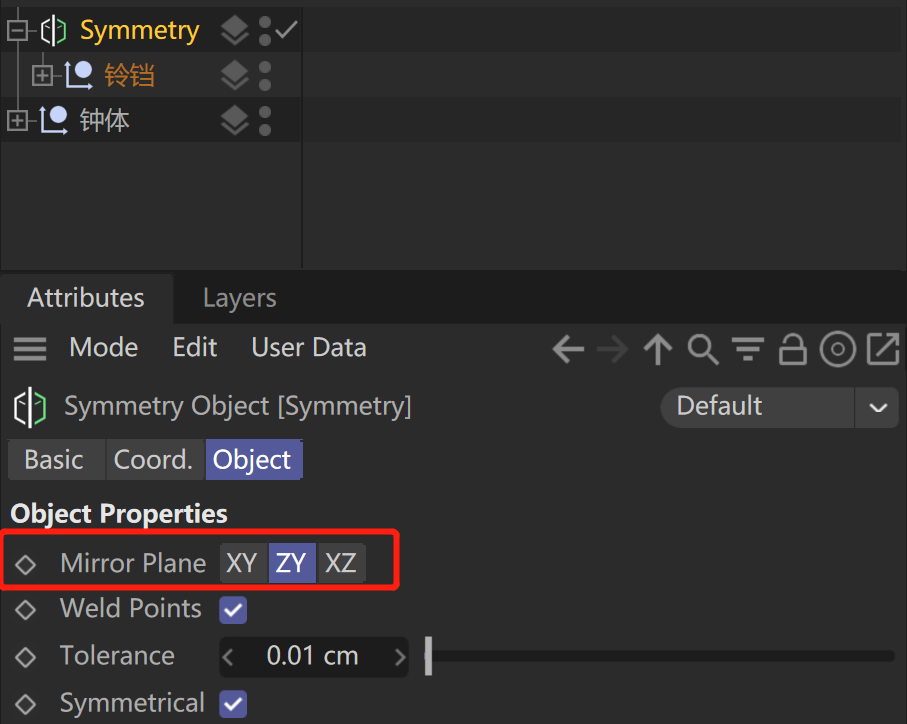 Symmetry
铃铛
钟体
Attributes Layers
Mode Edit User Data
Symmetry Object [Symmetry] Default
Basic Coord. Object
Object Properties
Mirror Plane XY ZY XZ
Weld Points
Tolerance 0.01 cm
Symmetrical